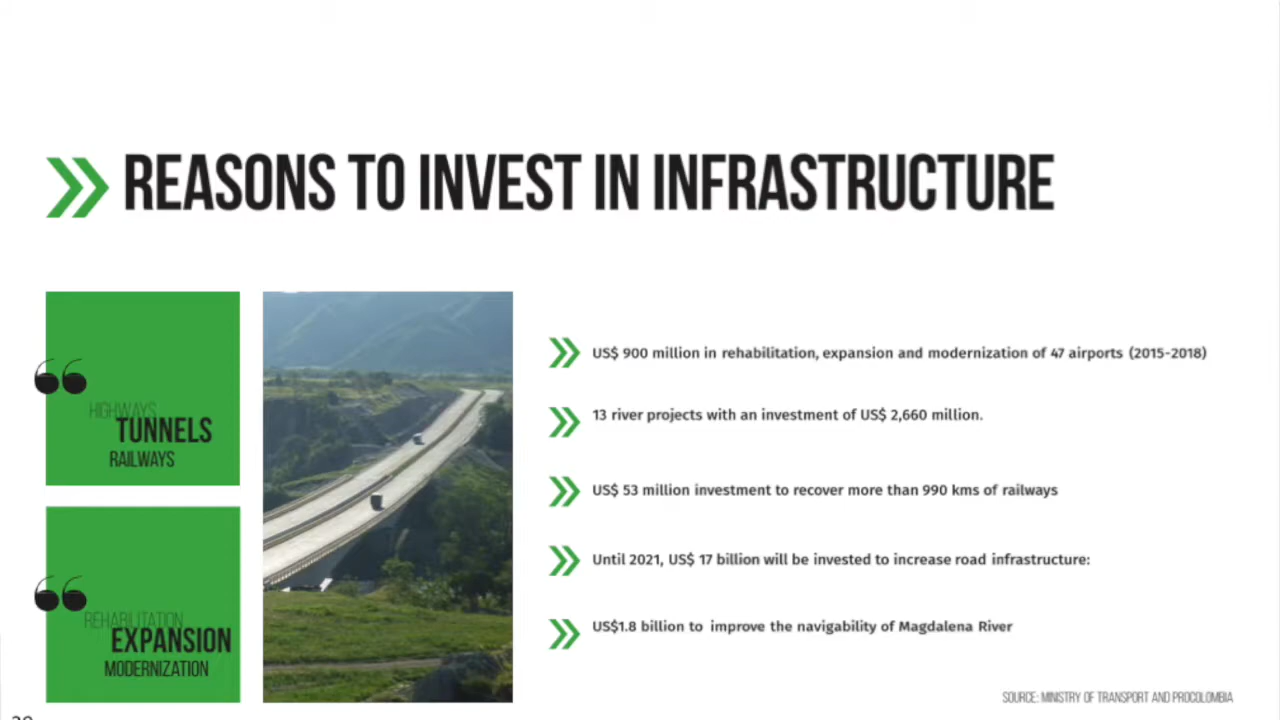 REASONS TO INVEST IN INFRASTRUCTURE
HIGHWAYS
TUNNELS
RAILWAYS
REHABILITATION
EXPANSION
MODERNIZATION
US$ 900 million in rehabilitation, expansion and modernization of 47 airports (2015-2018)
13 river projects with an investment of US$ 2,660 million.
US$ 53 million investment to recover more than 990 kms of railways
Until 2021, US$ 17 billion will be invested to increase road infrastructure:
US$1.8 billion to improve the navigability of Magdalena River
SOURCE: MINISTRY OF TRANSPORT AND PROCOLOMBIA